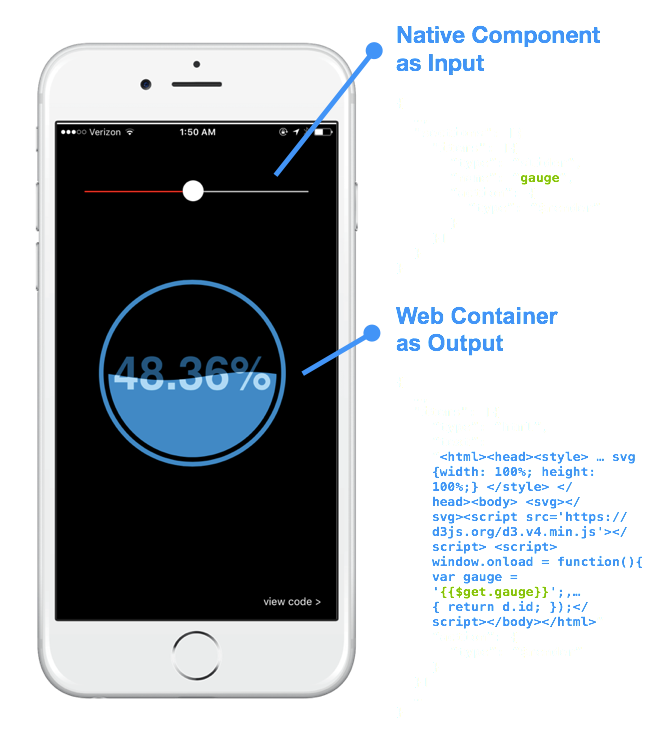 Native Component
as Input
Verizon
1:50 AM
gauge
48.36%
Web Container
as Output
<html><head><style> … svg
{width: 100%; height:
100%;} </style> </
head><body> <svg></
svg><script src='https://
d3js.org/d3.v4.min.js'></
script> <script>
window.onload = function(){
var gauge =
'{{$get.gauge}}';,…
{ return d.id; });</
script></body></html>
view code >